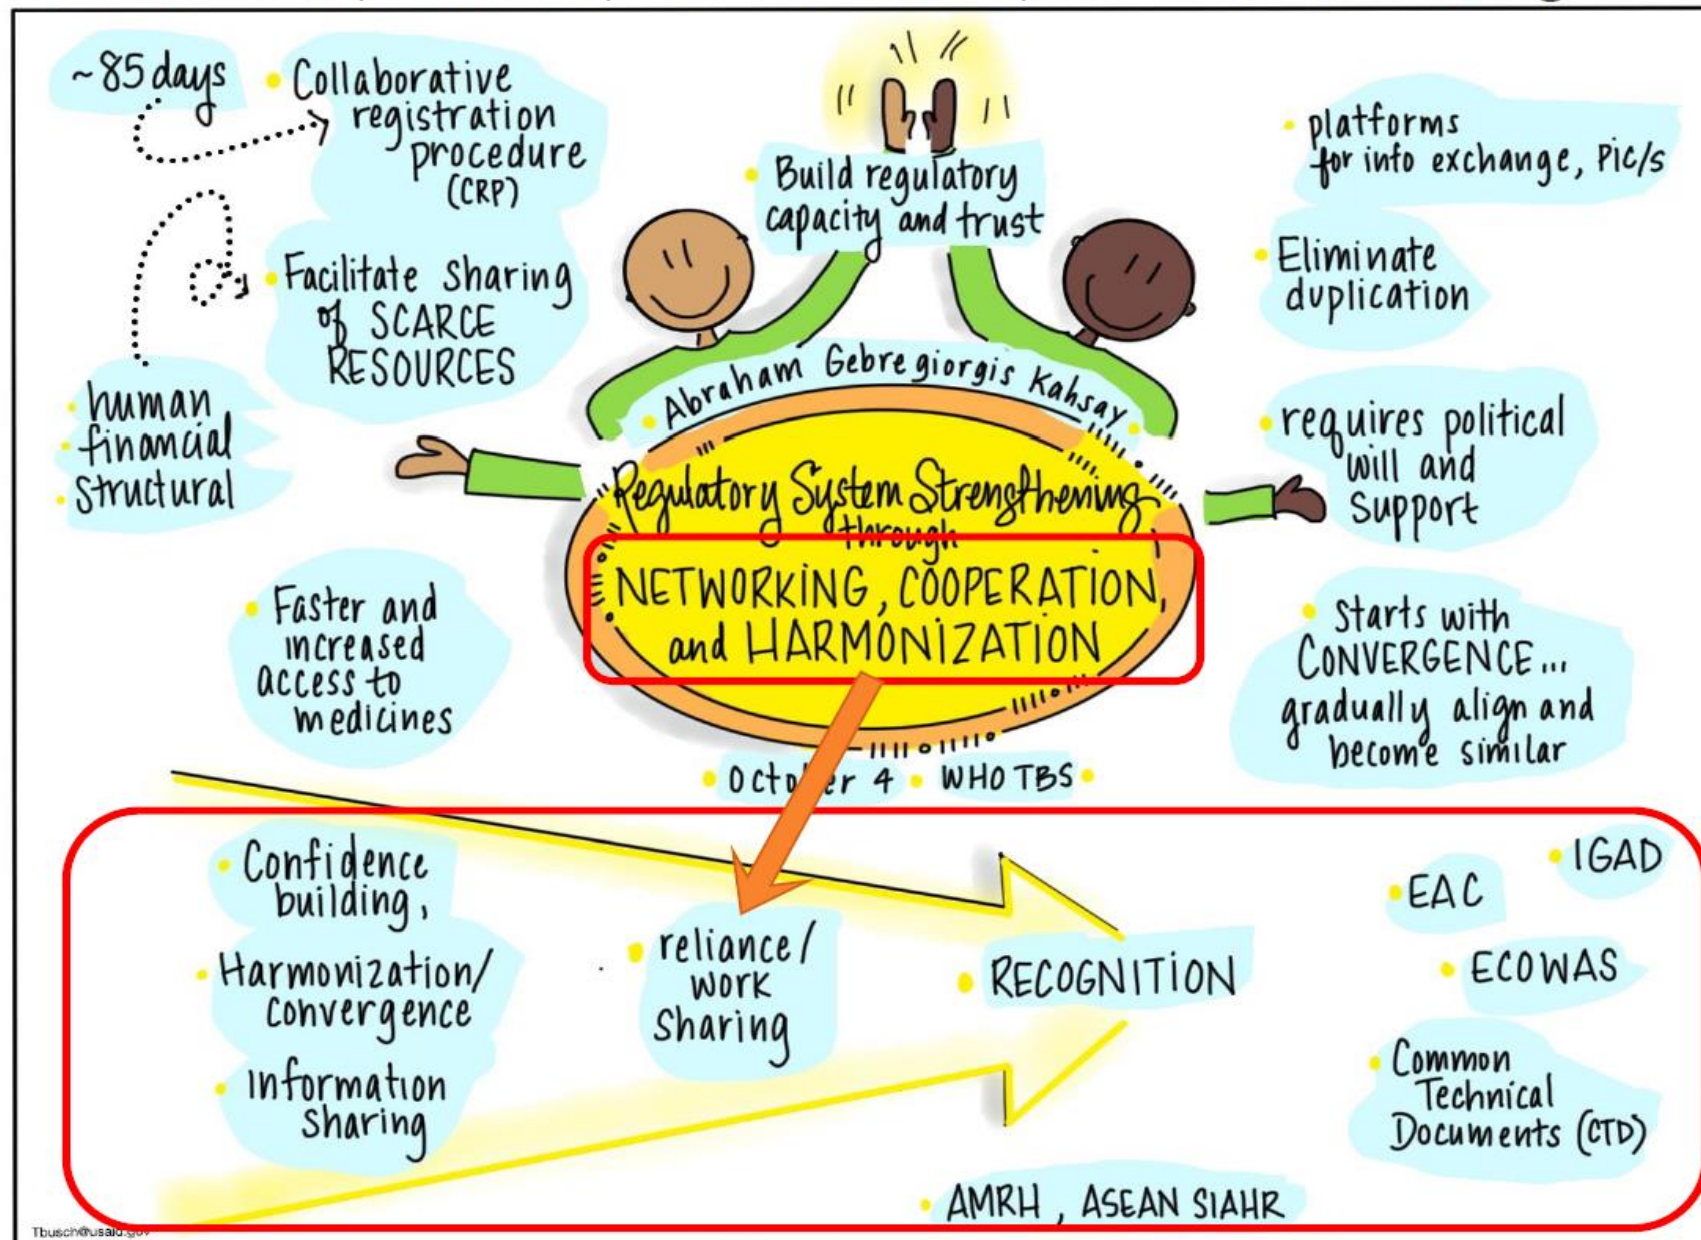 ~85 days
Collaborative
registration
procedure
(CRP)
Facilitate sharing
of SCARCE
RESOURCES
human
financial
structural
Build regulatory
capacity and trust
platforms
for info exchange, Pic/s
Eliminate
duplication
requires political
will and
support
Abraham Gebregiorgis Kahsay
Regulatory System Strengthening
through
NETWORKING, COOPERATION,
and HARMONIZATION
Faster and
increased
access to
medicines
Starts with
CONVERGENCE...
gradually align and
become similar
October 4 WHO TBS
Confidence
building,
Harmonization/
convergence
Information
sharing
reliance/
work
sharing
RECOGNITION
IGAD
EAC
ECOWAS
Common
Technical
Documents (CTD)
AMRH, ASEAN SIAHR
Tbusch@usaid.gov